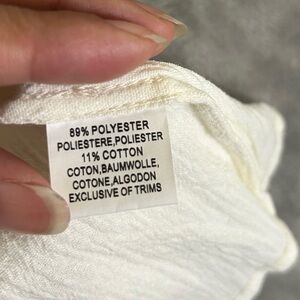 89% POLYESTER
POLIESTERE,POLIESTER
11% COTTON
COTON,BAUMWOLLE,
COTONE,ALGODON
EXCLUSIVE OF TRIMS